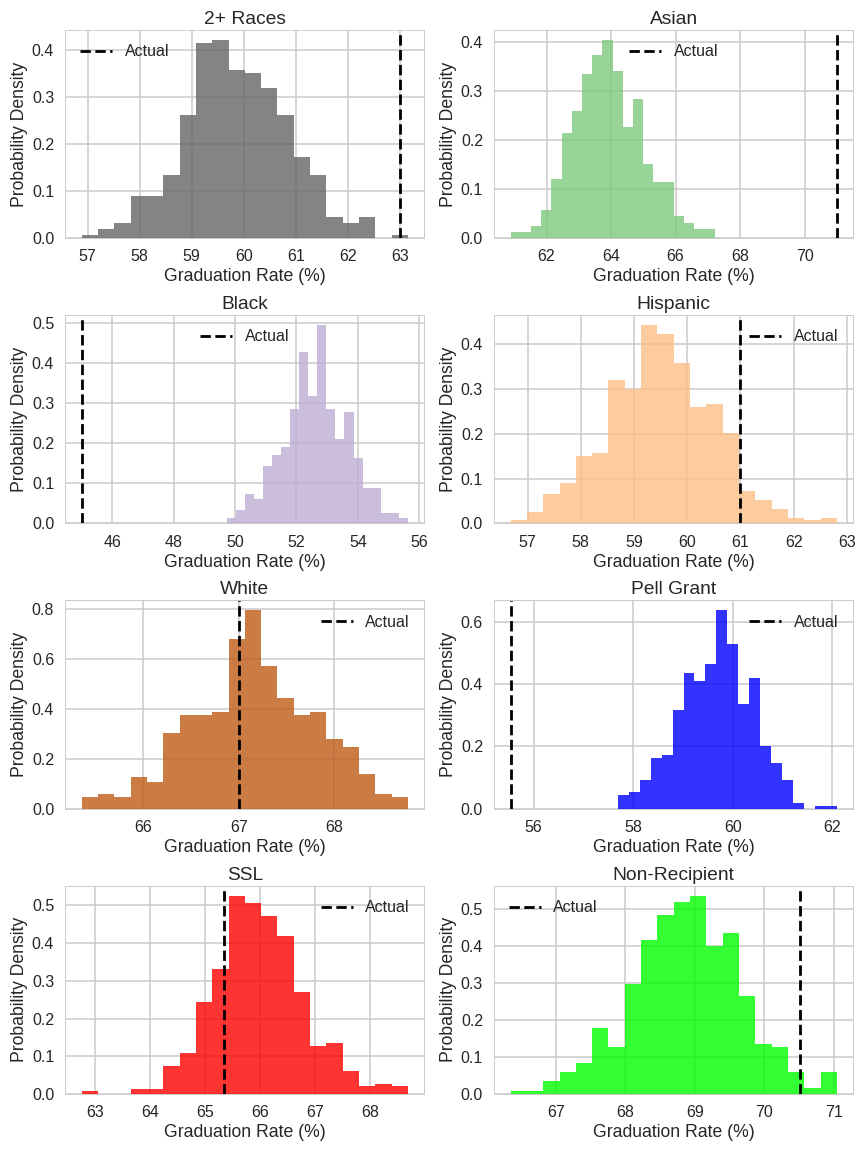 2+ Races
Probability Density
0.4
0.3
0.2
0.1
0.0
Actual
57 58 59 60 61 62 63
Graduation Rate (%)
Asian
Probability Density
0.4
0.3
0.2
0.1
0.0
Actual
62 64 66 68 70
Graduation Rate (%)
Black
Probability Density
0.5
0.4
0.3
0.2
0.1
0.0
Actual
46 48 50 52 54 56
Graduation Rate (%)
Hispanic
Probability Density
0.4
0.3
0.2
0.1
0.0
Actual
57 58 59 60 61 62 63
Graduation Rate (%)
White
Probability Density
0.8
0.6
0.4
0.2
0.0
Actual
66 67 68
Graduation Rate (%)
Pell Grant
Probability Density
0.6
0.4
0.2
0.0
Actual
56 58 60 62
Graduation Rate (%)
SSL
Probability Density
0.5
0.4
0.3
0.2
0.1
0.0
Actual
63 64 65 66 67 68
Graduation Rate (%)
Non-Recipient
Probability Density
0.5
0.4
0.3
0.2
0.1
0.0
Actual
67 68 69 70 71
Graduation Rate (%)